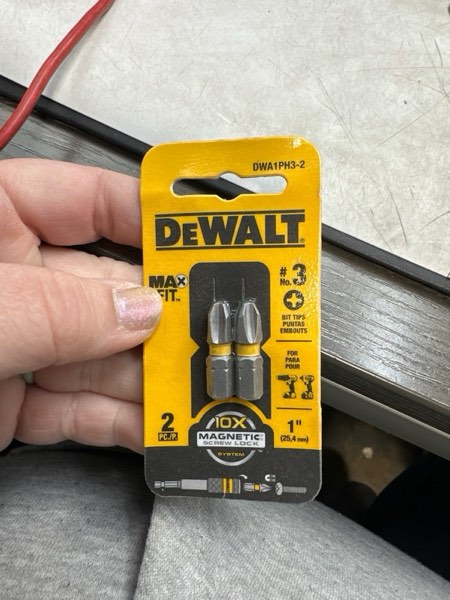 DWA1PH3-2
DEWALT
MAX
FIT™
#
No. 3
BIT TIPS
PUNTAS
EMBOUTS
FOR
PARA
POUR
2
PC./P.
10X
MAGNETIC
SCREW LOCK
SYSTEM
1"
(25,4 mm)